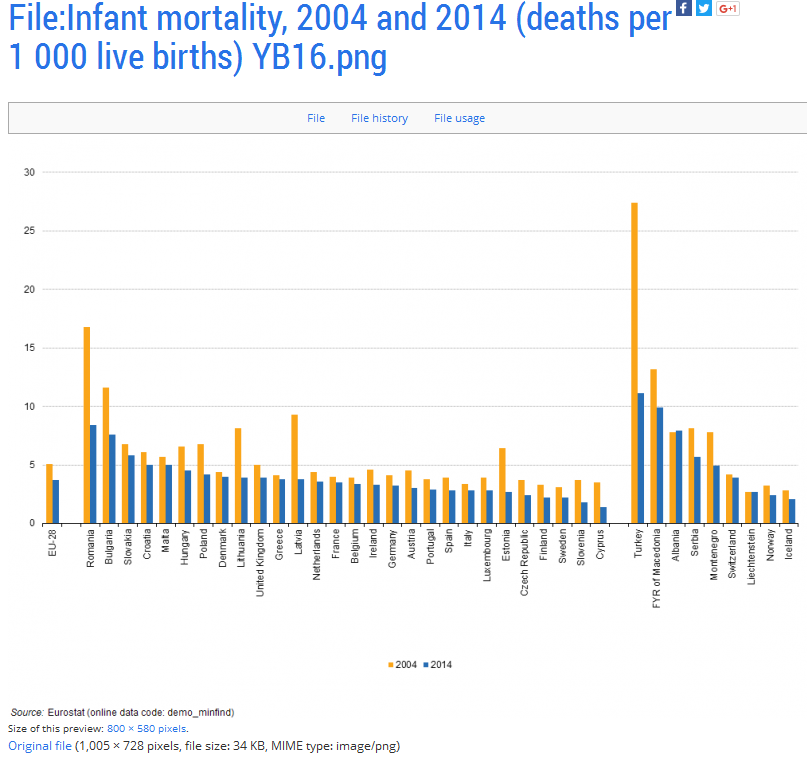 File:Infant mortality, 2004 and 2014 (deaths per
f
G+1
1 000 live births) YB16.png
File File history File usage
30
25
20
15
10
5
0
EU-28
Romania
Bulgaria
Slovakia
Croatia
Malta
Hungary
Poland
Denmark
Lithuania
United Kingdom
Greece
Latvia
Netherlands
France
Belgium
Ireland
Germany
Austria
Portugal
Spain
Italy
Luxembourg
Estonia
Czech Republic
Finland
Sweden
Slovenia
Cyprus
Turkey
FYR of Macedonia
Albania
Serbia
Montenegro
Switzerland
Liechtenstein
Norway
Iceland
2004 2014
Source: Eurostat (online data code: demo_minfind)
Size of this preview: 800 × 580 pixels.
Original file (1,005 × 728 pixels, file size: 34 KB, MIME type: image/png)